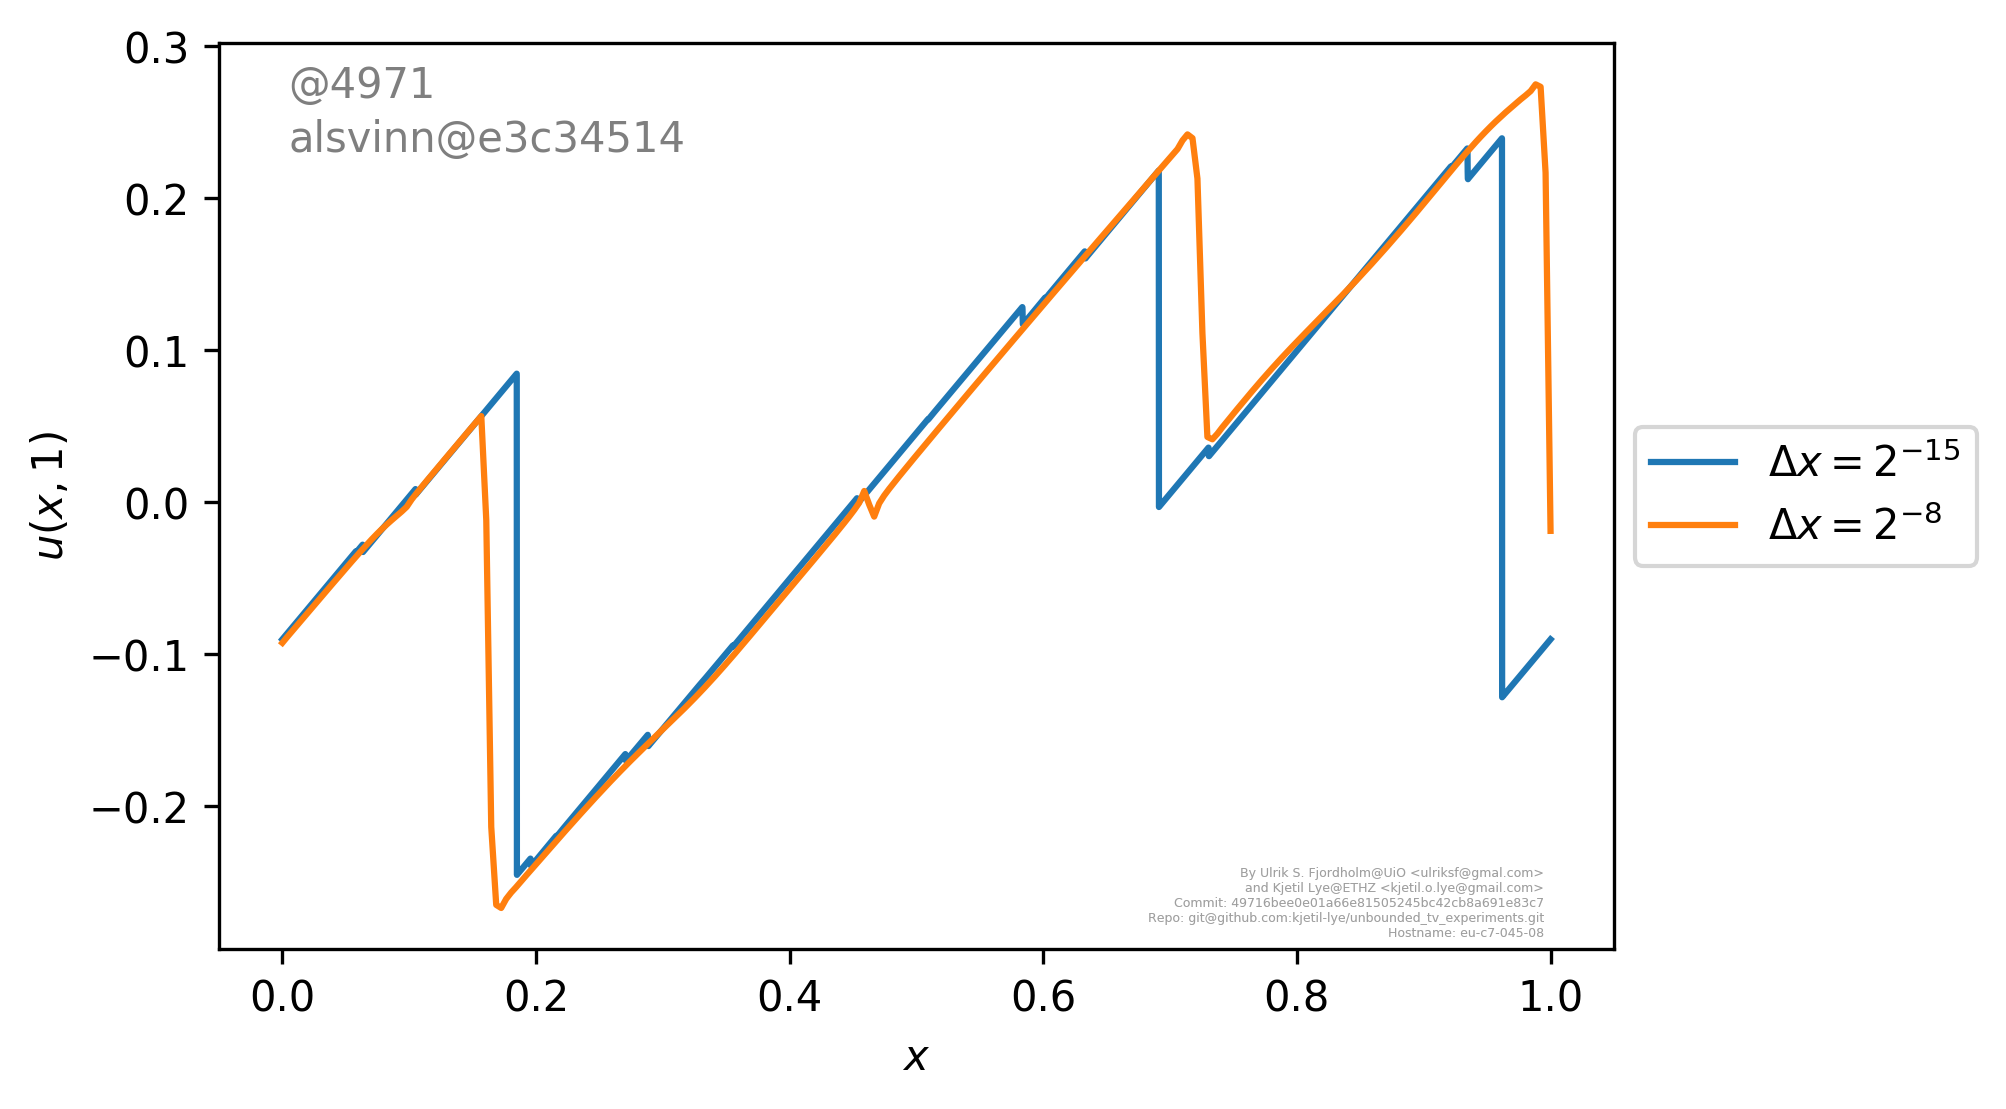 @4971
alsvinn@e3c34514
0.3
0.2
0.1
0.0
−0.1
−0.2
u(x, 1)
0.0 0.2 0.4 0.6 0.8 1.0
x
Δx = 2⁻¹⁵
Δx = 2⁻⁸
By Ulrik S. Fjordholm@UiO <ulriksf@gmal.com>
and Kjetil Lye@ETHZ <kjetil.o.lye@gmail.com>
Commit: 49716bee0e01a66e81505245bc42cb8a691e83c7
Repo: git@github.com:kjetil-lye/unbounded_tv_experiments.git
Hostname: eu-c7-045-08